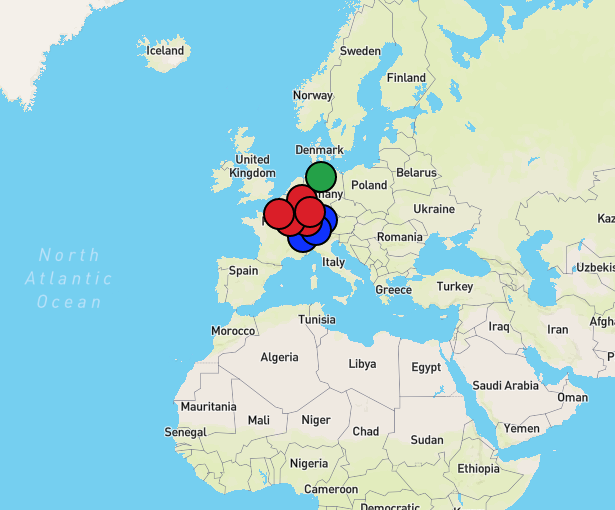 Iceland
Sweden
Finland
Norway
Denmark
United
Kingdom
Belarus
Poland
Ukraine
Romania
Kaz
Spain
Italy
Uzbekis
North
Atlantic
Ocean
Greece
Turkey
Tunisia
Morocco
Iraq
Iran
Afgha
Algeria
Libya
Egypt
Saudi Arabia
Oman
Mauritania
Mali
Niger
Chad
Sudan
Yemen
Senegal
Nigeria
Ethiopia
Cameroon
Democratic